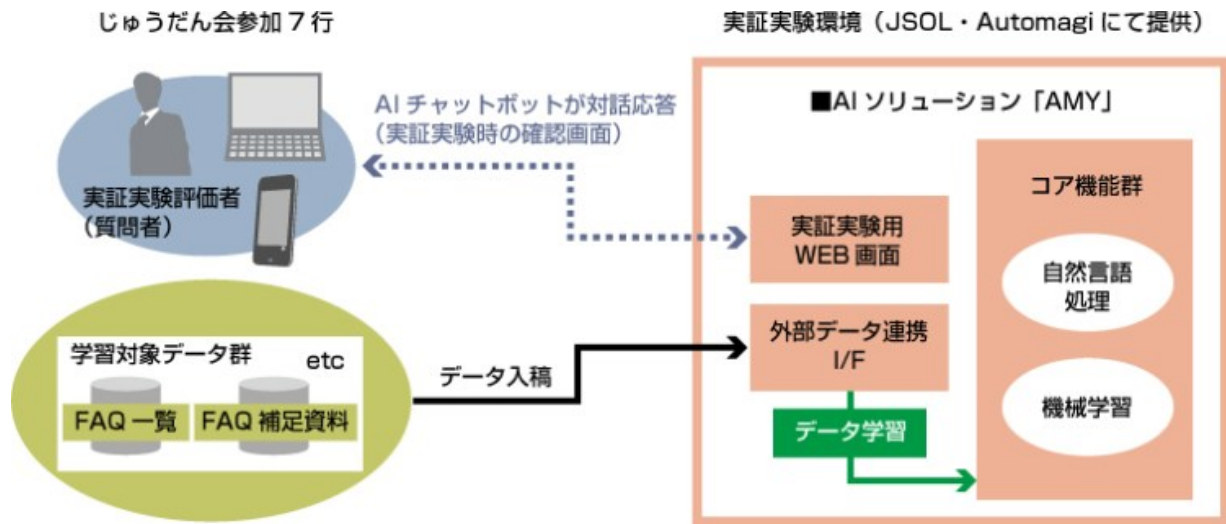 じゅうだん会参加 7 行
実証実験環境（JSOL・Automagi にて提供）
AI チャットボットが対話応答
（実証実験時の確認画面）
実証実験評価者
（質問者）
■AI ソリューション「AMY」
コア機能群
実証実験用
WEB 画面
自然言語
処理
外部データ連携
I/F
機械学習
データ学習
学習対象データ群
etc
FAQ 一覧
FAQ 補足資料
データ入稿